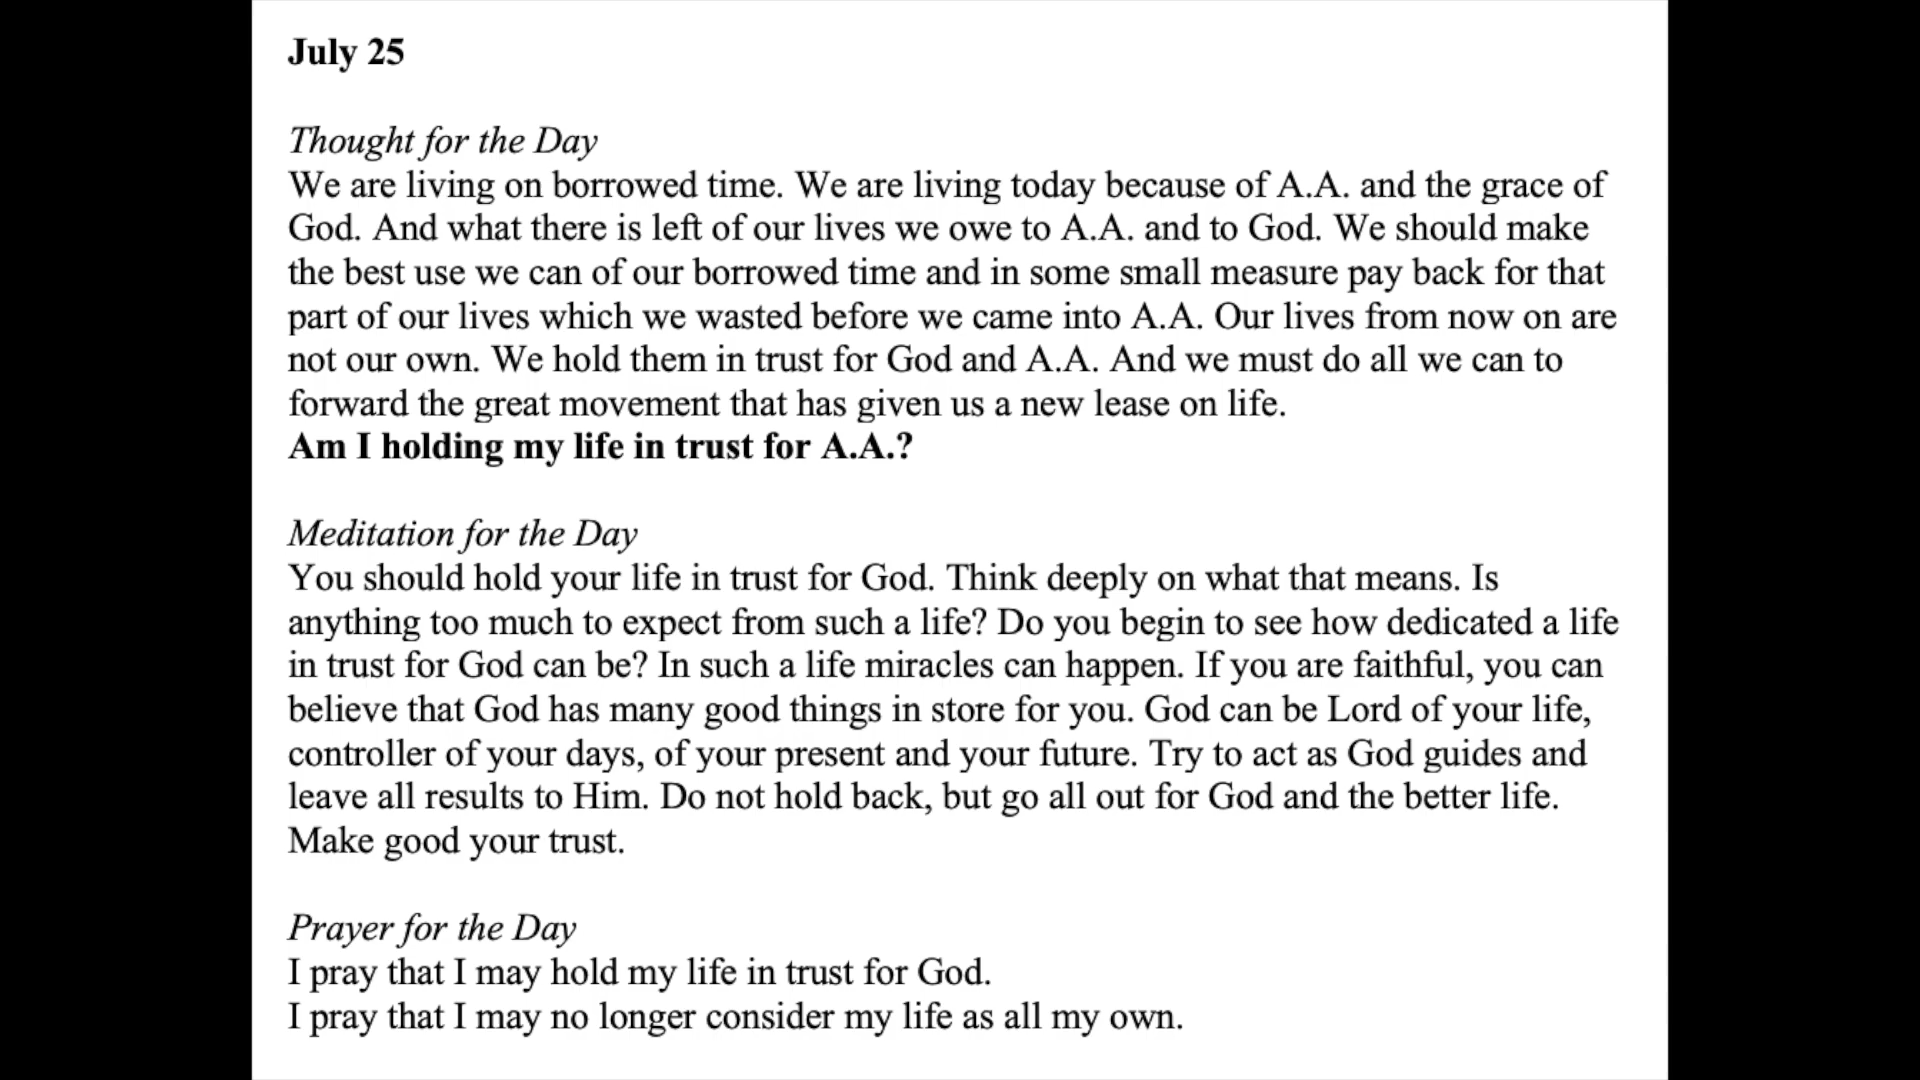 July 25
Thought for the Day
We are living on borrowed time. We are living today because of A.A. and the grace of
God. And what there is left of our lives we owe to A.A. and to God. We should make
the best use we can of our borrowed time and in some small measure pay back for that
part of our lives which we wasted before we came into A.A. Our lives from now on are
not our own. We hold them in trust for God and A.A. And we must do all we can to
forward the great movement that has given us a new lease on life.
Am I holding my life in trust for A.A.?
Meditation for the Day
You should hold your life in trust for God. Think deeply on what that means. Is
anything too much to expect from such a life? Do you begin to see how dedicated a life
in trust for God can be? In such a life miracles can happen. If you are faithful, you can
believe that God has many good things in store for you. God can be Lord of your life,
controller of your days, of your present and your future. Try to act as God guides and
leave all results to Him. Do not hold back, but go all out for God and the better life.
Make good your trust.
Prayer for the Day
I pray that I may hold my life in trust for God.
I pray that I may no longer consider my life as all my own.